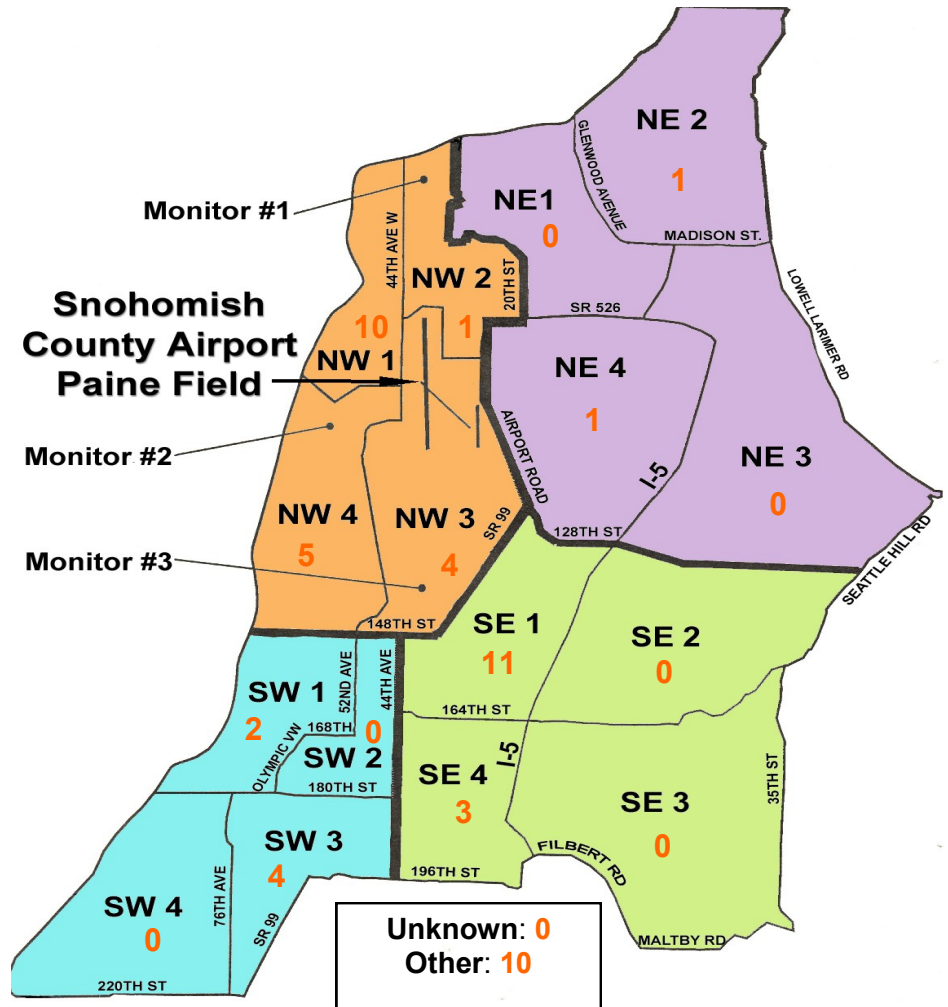 NE 2
1
GLENWOOD AVENUE
MADISON ST.
Monitor #1
NE1
0
44TH AVE W
NW 2
1
20TH ST
SR 526
LOWELL LARIMER RD
Snohomish
County Airport
Paine Field
10
NW 1
NE 4
1
AIRPORT ROAD
I-5
NE 3
0
Monitor #2
NW 4
5
NW 3
4
SR 99
128TH ST
SEATTLE HILL RD
Monitor #3
148TH ST
SE 1
11
SE 2
0
SW 1
2
52ND AVE
44TH AVE
168TH
0
SW 2
OLYMPIC VW
180TH ST
164TH ST
I-5
SE 4
3
SE 3
0
35TH ST
SW 3
4
76TH AVE
SR 99
196TH ST
FILBERT RD
SW 4
0
220TH ST
MALTBY RD
Unknown: 0
Other: 10